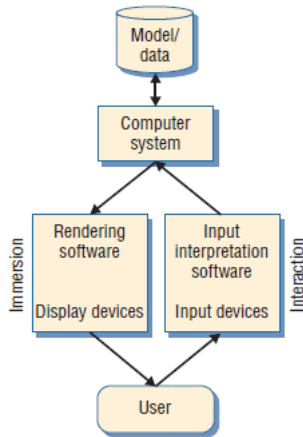 Model/
data
Computer
system
Immersion
Rendering
software
Display devices
Input
interpretation
software
Input devices
Interaction
User